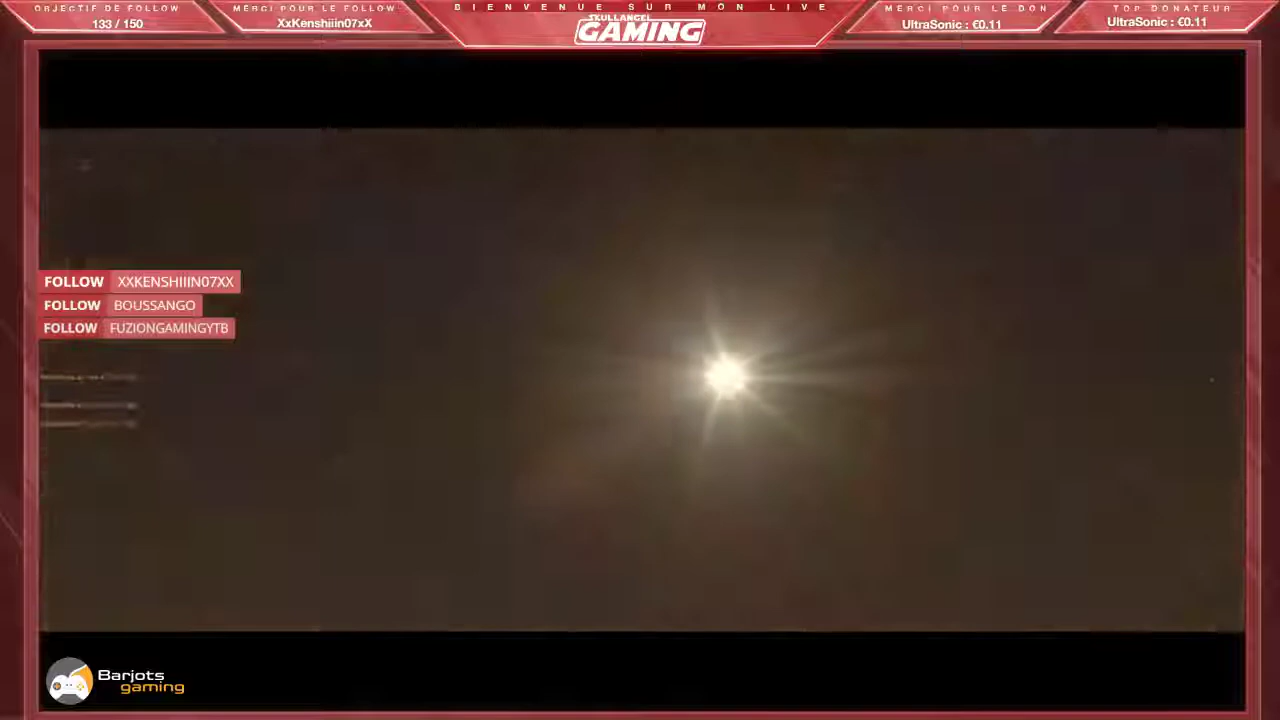 OBJECTIF DE FOLLOW
133 / 150
MERCI POUR LE FOLLOW
XxKenshiiin07xX
BIENVENUE SUR MON LIVE
SKULLANGEL
GAMING
MERCI POUR LE DON
UltraSonic : €0.11
TOP DONATEUR
UltraSonic : €0.11
FOLLOW XXKENSHIIIN07XX
FOLLOW BOUSSANGO
FOLLOW FUZIONGAMINGYTB
Barjots
gaming